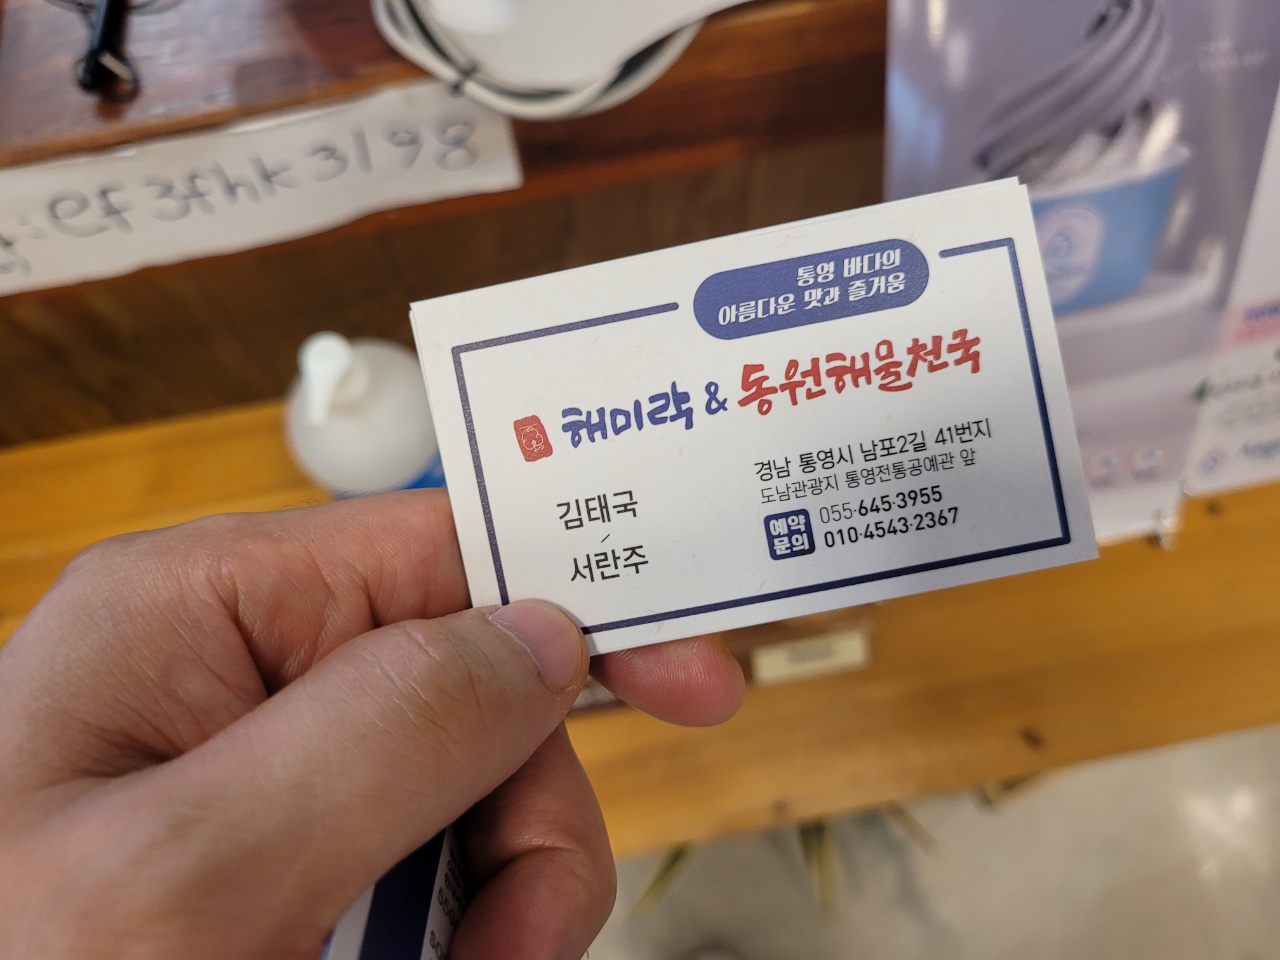 통영 바다의
아름다운 맛과 즐거움
해미락 & 동원해물천국
김태국
서란주
경남 통영시 남포2길 41번지
도남관광지 통영전통공예관 앞
예약
문의
055·645·3955
010·4543·2367